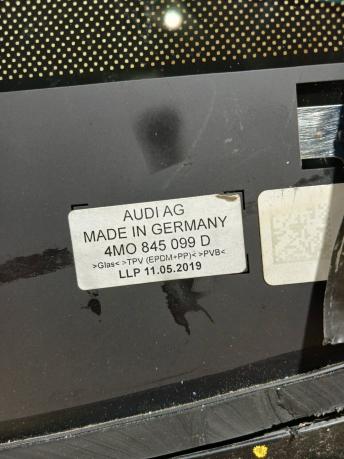 AUDI AG
MADE IN GERMANY
4M0 845 099 D
>Glas< >TPV (EPDM+PP)< >PVB<
LLP 11.05.2019